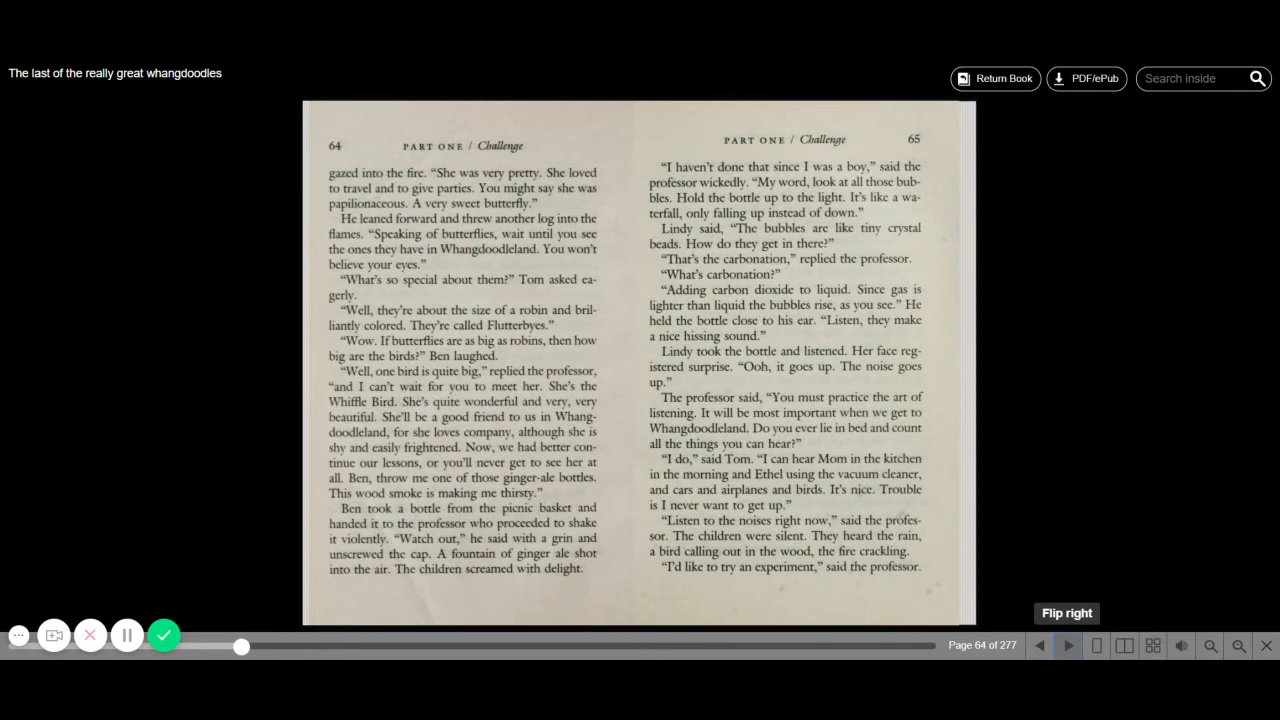 The last of the really great whangdoodles
Return Book
PDF/ePub
Search inside
64
PART ONE / Challenge
gazed into the fire. “She was very pretty. She loved
to travel and to give parties. You might say she was
papilionaceous. A very sweet butterfly.”
He leaned forward and threw another log into the
flames. “Speaking of butterflies, wait until you see
the ones they have in Whangdoodleland. You won’t
believe your eyes.”
“What’s so special about them?” Tom asked ea-
gerly.
“Well, they’re about the size of a robin and bril-
liantly colored. They’re called Flutterbyes.”
“Wow. If butterflies are as big as robins, then how
big are the birds?” Ben laughed.
“Well, one bird is quite big,” replied the professor,
“and I can’t wait for you to meet her. She’s the
Whiffle Bird. She’s quite wonderful and very, very
beautiful. She’ll be a good friend to us in Whang-
doodleland, for she loves company, although she is
shy and easily frightened. Now, we had better con-
tinue our lessons, or you’ll never get to see her at
all. Ben, throw me one of those ginger-ale bottles.
This wood smoke is making me thirsty.”
Ben took a bottle from the picnic basket and
handed it to the professor who proceeded to shake
it violently. “Watch out,” he said with a grin and
unscrewed the cap. A fountain of ginger ale shot
into the air. The children screamed with delight.
PART ONE / Challenge
65
“I haven’t done that since I was a boy,” said the
professor wickedly. “My word, look at all those bub-
bles. Hold the bottle up to the light. It’s like a wa-
terfall, only falling up instead of down.”
Lindy said, “The bubbles are like tiny crystal
beads. How do they get in there?”
“That’s the carbonation,” replied the professor.
“What’s carbonation?”
“Adding carbon dioxide to liquid. Since gas is
lighter than liquid the bubbles rise, as you see.” He
held the bottle close to his ear. “Listen, they make
a nice hissing sound.”
Lindy took the bottle and listened. Her face reg-
istered surprise. “Ooh, it goes up. The noise goes
up.”
The professor said, “You must practice the art of
listening. It will be most important when we get to
Whangdoodleland. Do you ever lie in bed and count
all the things you can hear?”
“I do,” said Tom. “I can hear Mom in the kitchen
in the morning and Ethel using the vacuum cleaner,
and cars and airplanes and birds. It’s nice. Trouble
is I never want to get up.”
“Listen to the noises right now,” said the profes-
sor. The children were silent. They heard the rain,
a bird calling out in the wood, the fire crackling.
“I’d like to try an experiment,” said the professor.
Flip right
Page 64 of 277